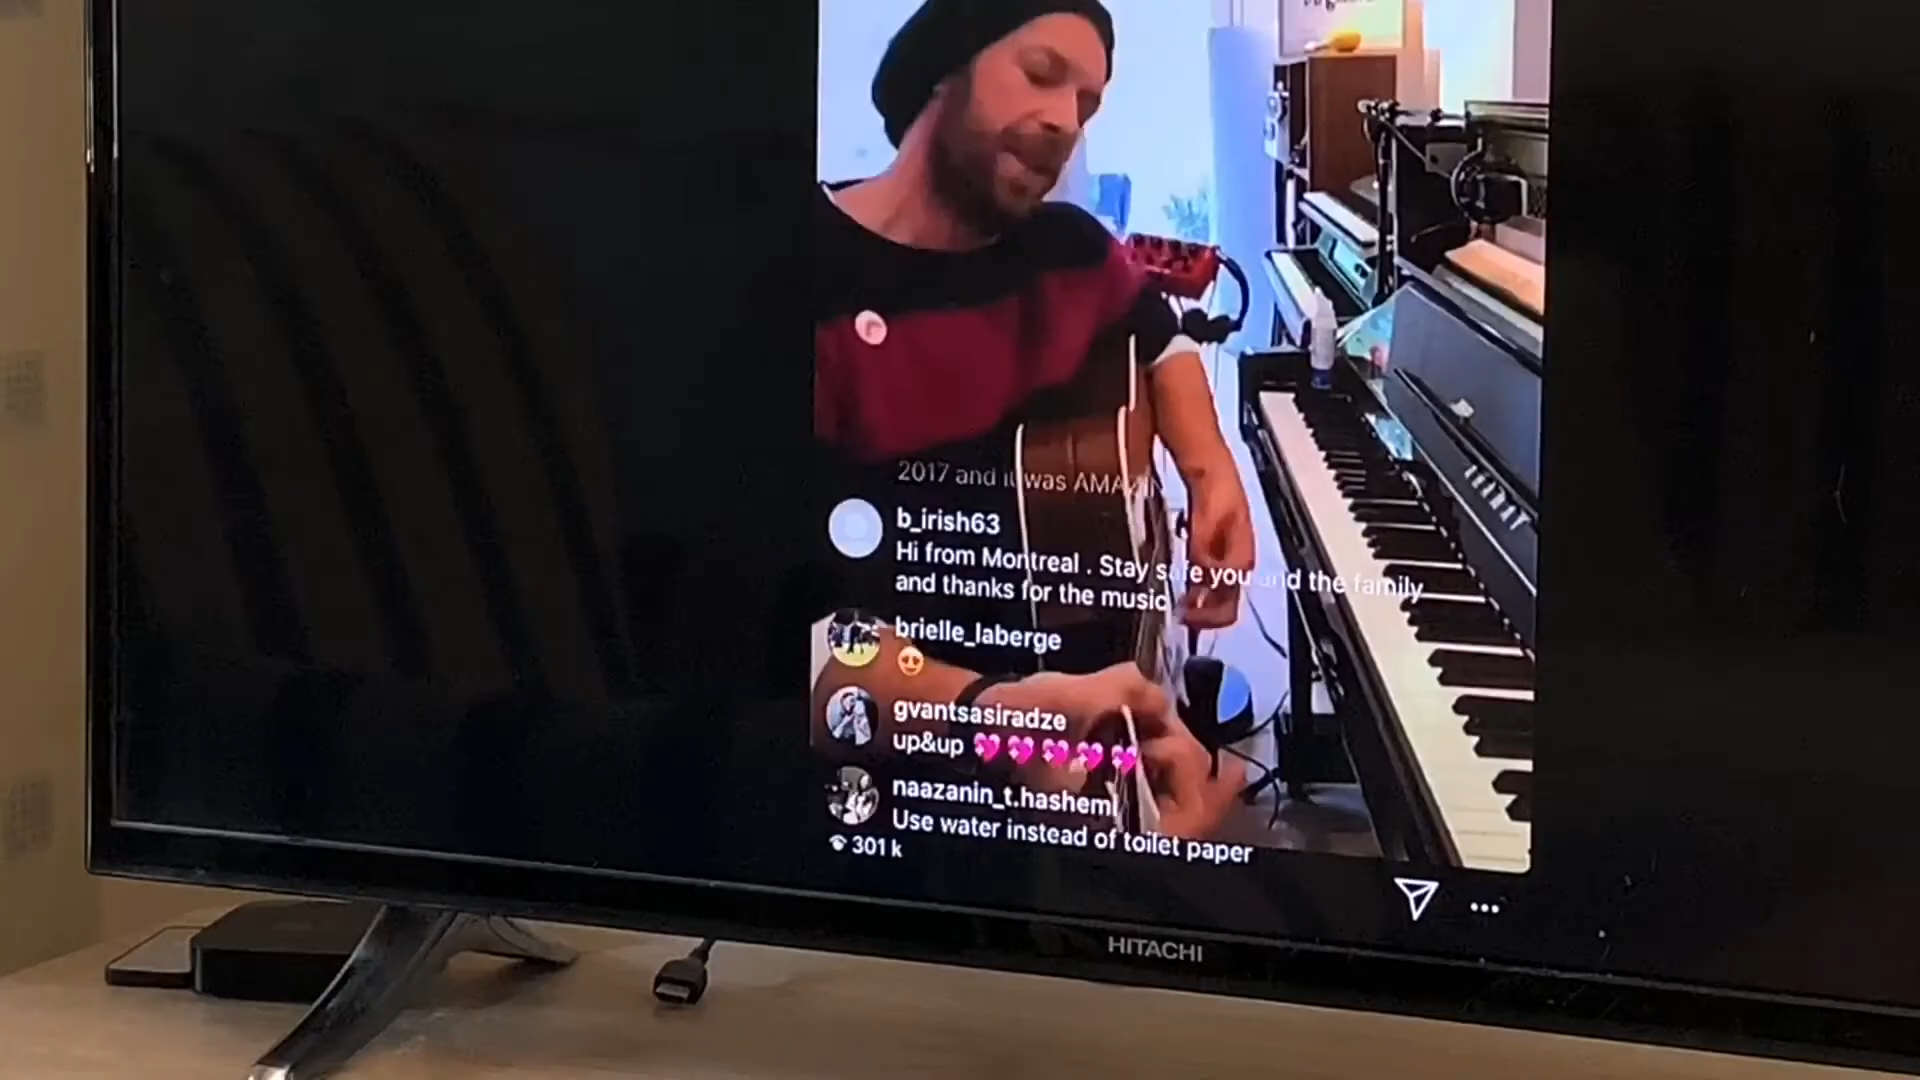 2017 and it was AMAZIN
b_irish63
Hi from Montreal . Stay safe you and the family
and thanks for the music
brielle_laberge
😍
gvantsasiradze
up&up 💖💖💖💖💖
naazanin_t.hashemi
Use water instead of toilet paper
301 k
HITACHI